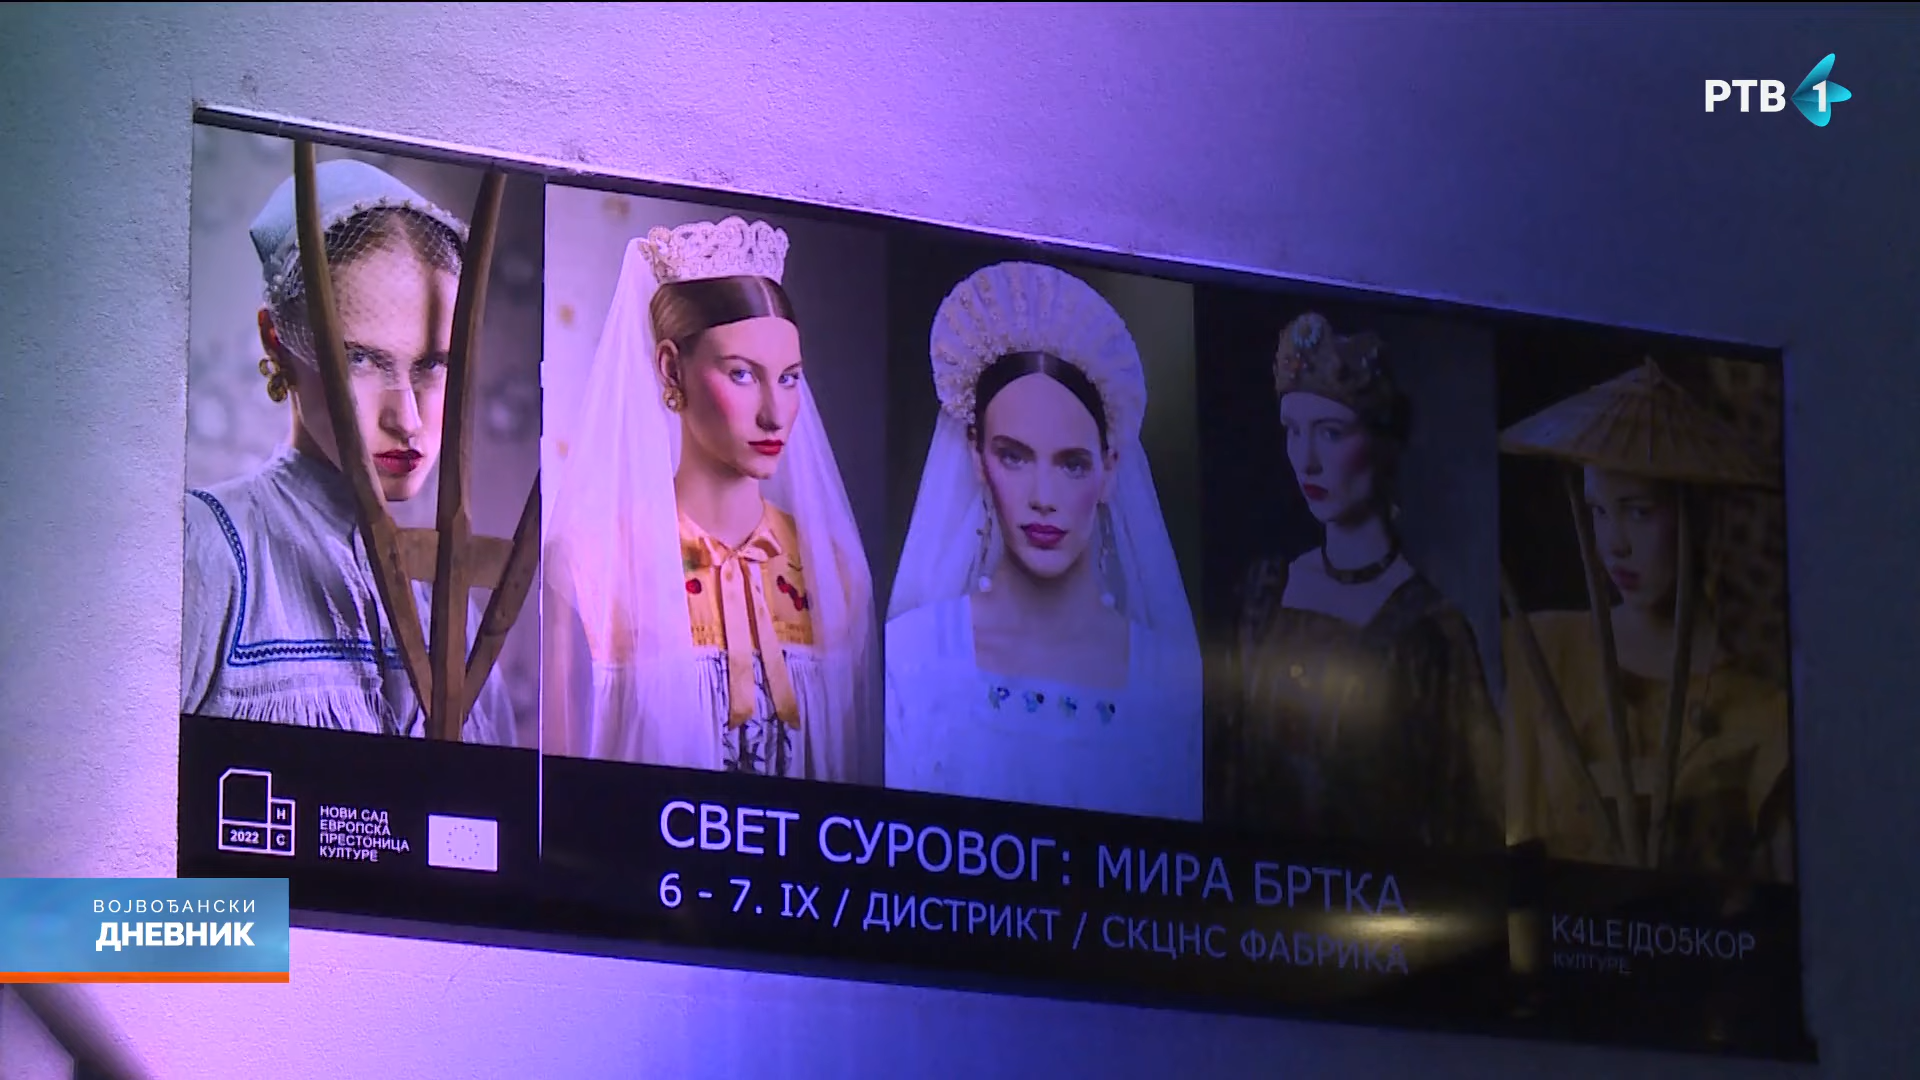 РТВ 1
Н
2022 С
НОВИ САД
ЕВРОПСКА
ПРЕСТОНИЦА
КУЛТУРЕ
СВЕТ СУРОВОГ: МИРА БРТКА
6 - 7. IX / ДИСТРИКТ / СКЦНС ФАБРИКА
K4LEIДO5KOP
КУЛТУРЕ
ВОЈВОЂАНСКИ
ДНЕВНИК